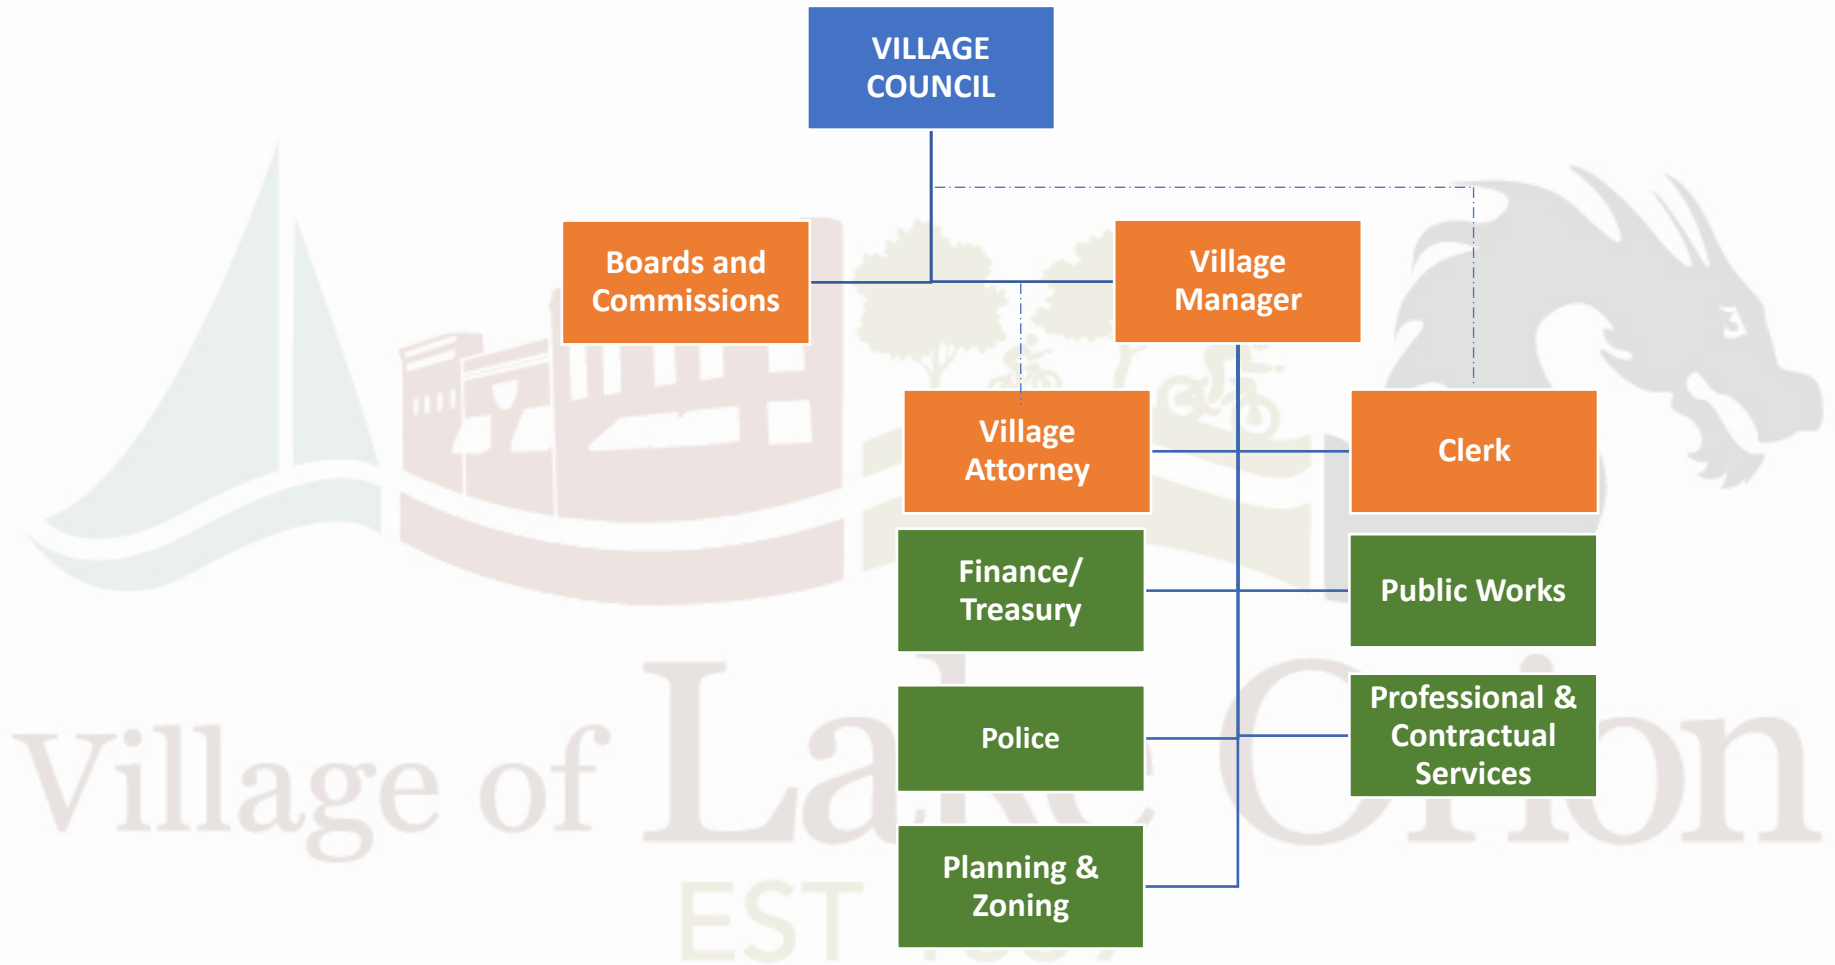 VILLAGE
COUNCIL
Boards and
Commissions
Village
Manager
Village
Attorney
Clerk
Finance/
Treasury
Public Works
Police
Professional &
Contractual
Services
Planning &
Zoning
Village of Lake Orion
EST